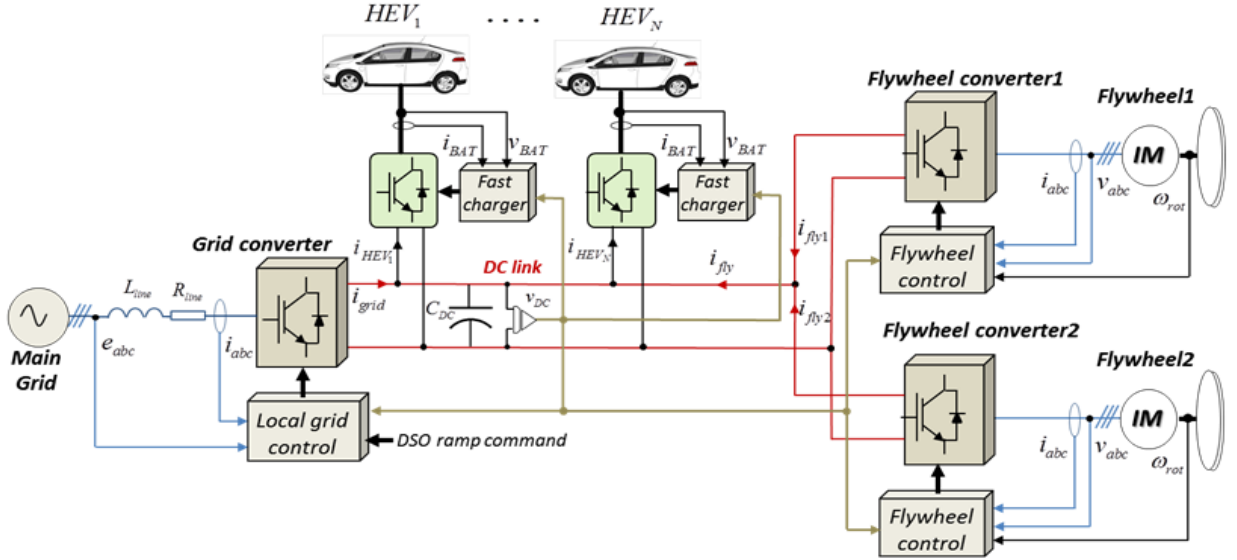 HEV1 . . . . HEVN
Flywheel converter1
Flywheel1
iBAT
vBAT
iBAT
vBAT
IM
Fast
charger
Fast
charger
iabc
vabc
ωrot
Grid converter
iHEV1
iHEVN
ifly1
Flywheel
control
DC link
ifly
Lline
Rline
igrid
CDC
vDC
ifly2
Flywheel converter2
Main
Grid
eabc
iabc
Flywheel2
Local grid
control
DSO ramp command
IM
iabc
vabc
ωrot
Flywheel
control